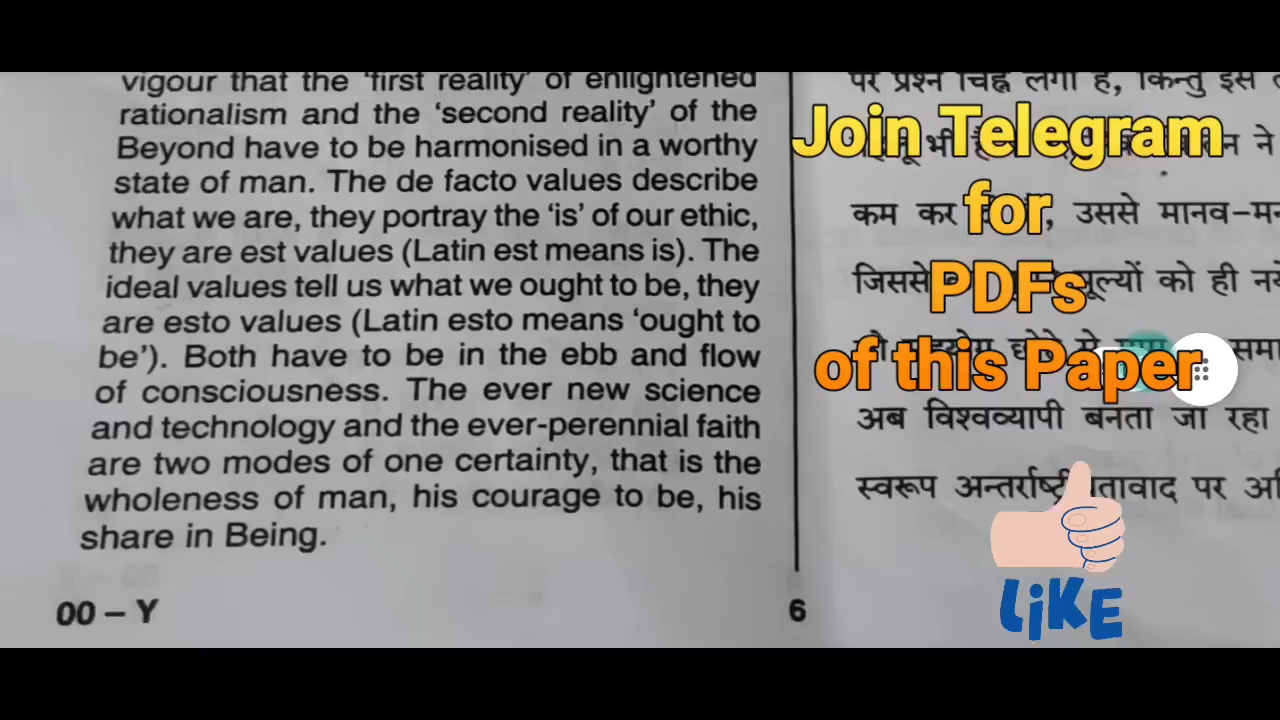 vigour that the 'first reality' of enlightened
rationalism and the 'second reality' of the
Beyond have to be harmonised in a worthy
state of man. The de facto values describe
what we are, they portray the 'is' of our ethic,
they are est values (Latin est means is). The
ideal values tell us what we ought to be, they
are esto values (Latin esto means 'ought to
be'). Both have to be in the ebb and flow
of consciousness. The ever new science
and technology and the ever-perennial faith
are two modes of one certainty, that is the
wholeness of man, his courage to be, his
share in Being.
00 – Y
6
पर प्रश्न चिह्न लगा है, किन्तु इस
भी ने
कम कर उससे मानव-
जिससे मूल्यों को ही
अब विश्वव्यापी बनता जा रहा
स्वरूप पर
Join Telegram
for
PDFs
of this Paper
LIKE